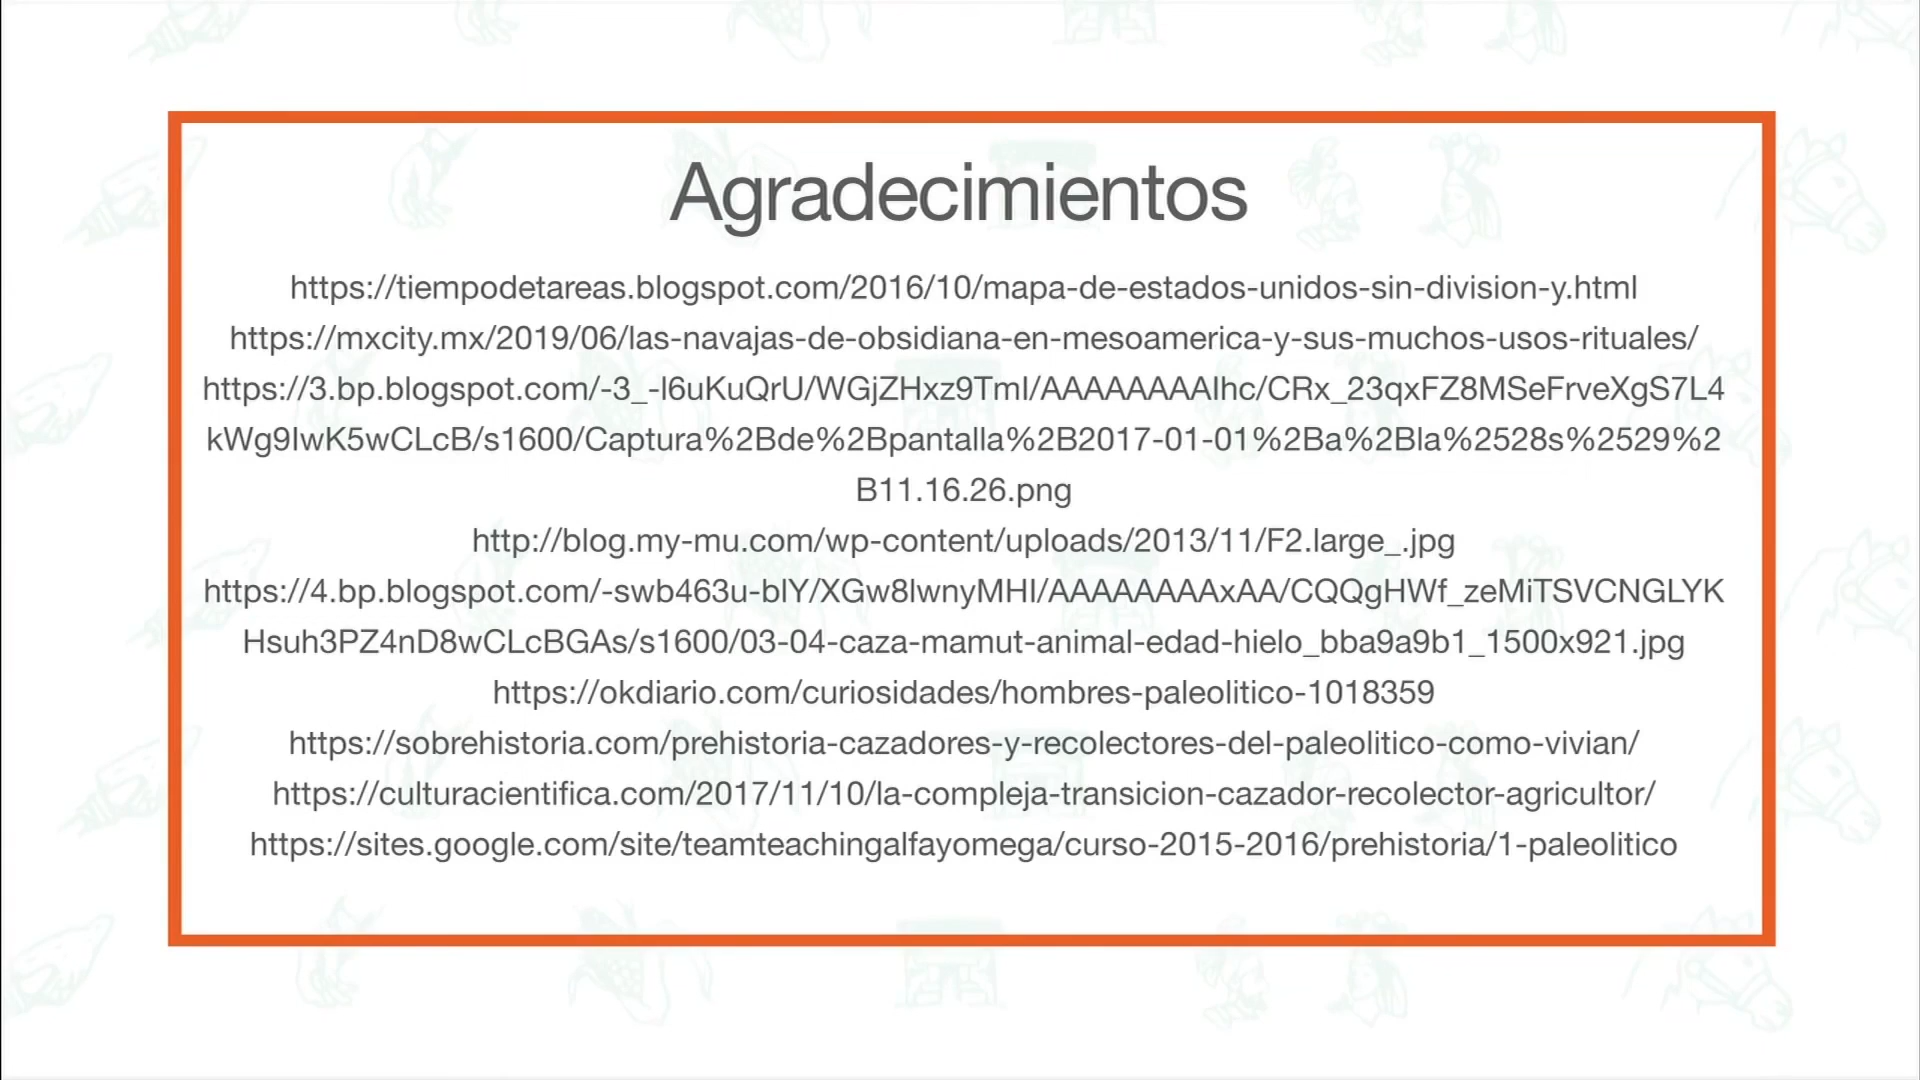 Agradecimientos
https://tiempodetareas.blogspot.com/2016/10/mapa-de-estados-unidos-sin-division-y.html
https://mxcity.mx/2019/06/las-navajas-de-obsidiana-en-mesoamerica-y-sus-muchos-usos-rituales/
https://3.bp.blogspot.com/-3_-l6uKuQrU/WGjZHxz9TmI/AAAAAAAAIhc/CRx_23qxFZ8MSeFrveXgS7L4
kWg9IwK5wCLcB/s1600/Captura%2Bde%2Bpantalla%2B2017-01-01%2Ba%2Bla%2528s%2529%2
B11.16.26.png
http://blog.my-mu.com/wp-content/uploads/2013/11/F2.large_.jpg
https://4.bp.blogspot.com/-swb463u-blY/XGw8lwnyMHI/AAAAAAAAxAA/CQQgHWf_zeMiTSVCNGLYK
Hsuh3PZ4nD8wCLcBGAs/s1600/03-04-caza-mamut-animal-edad-hielo_bba9a9b1_1500x921.jpg
https://okdiario.com/curiosidades/hombres-paleolitico-1018359
https://sobrehistoria.com/prehistoria-cazadores-y-recolectores-del-paleolitico-como-vivian/
https://culturacientifica.com/2017/11/10/la-compleja-transicion-cazador-recolector-agricultor/
https://sites.google.com/site/teamteachingalfayomega/curso-2015-2016/prehistoria/1-paleolitico